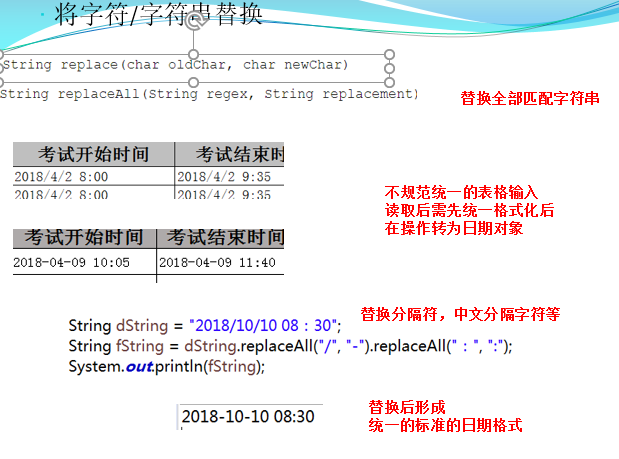 将字符/字符串替换
String replace(char oldChar, char newChar)
String replaceAll(String regex, String replacement)
替换全部匹配字符串
考试开始时间 考试结束时
2018/4/2 8:00 2018/4/2 9:35
2018/4/2 8:00 2018/4/2 9:35
不规范统一的表格输入
读取后需先统一格式化后
在操作转为日期对象
考试开始时间 考试结束时间
2018-04-09 10:05 2018-04-09 11:40
替换分隔符，中文分隔字符等
String dString = "2018/10/10 08：30";
String fString = dString.replaceAll("/", "-").replaceAll("：", ":");
System.out.println(fString);
2018-10-10 08:30
替换后形成
统一的标准的日期格式